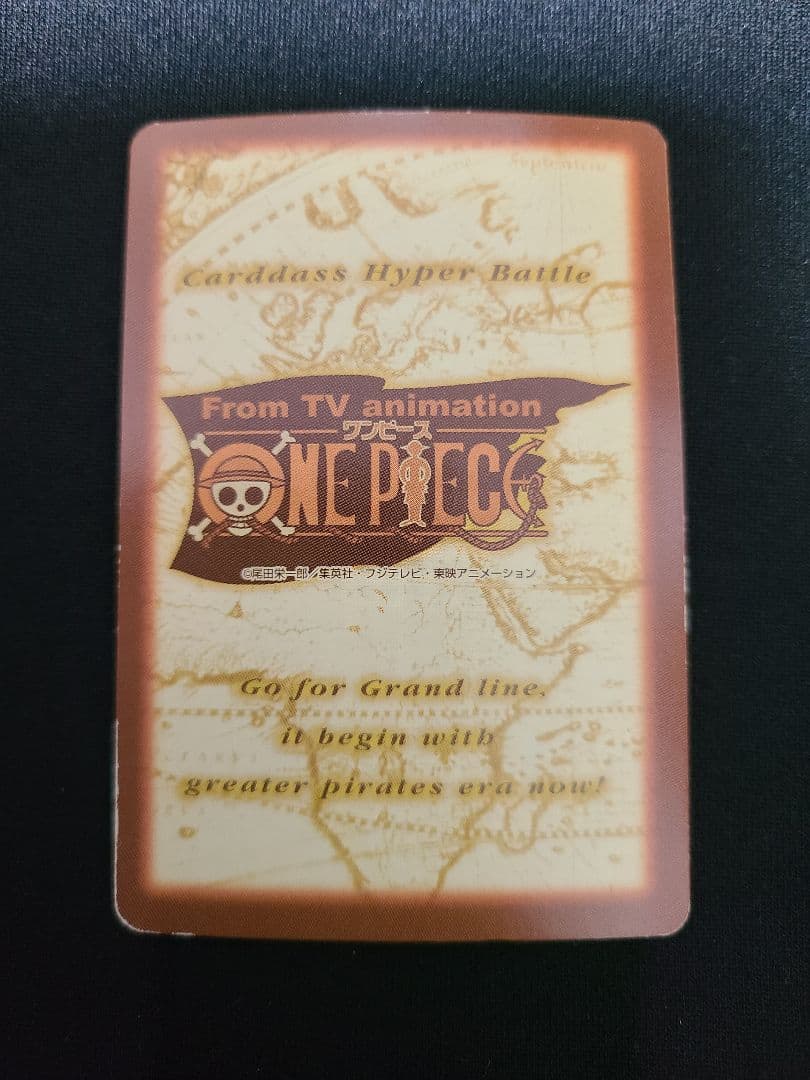 Septentrio
Carddass Hyper Battle
From TV animation
ワンピース
ONE PIECE
©尾田栄一郎／集英社・フジテレビ・東映アニメーション
Go for Grand line,
it begin with
greater pirates era now!